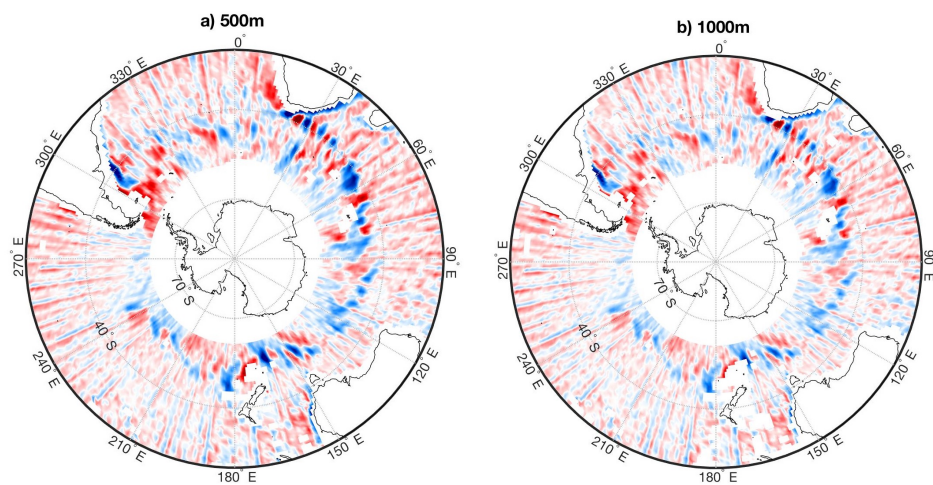 a) 500m
0°
30° E
60° E
90° E
120° E
150° E
180° E
210° E
240° E
270° E
300° E
330° E
70° S
40° S
b) 1000m
0°
30° E
60° E
90° E
120° E
150° E
180° E
210° E
240° E
270° E
300° E
330° E
70° S
40° S